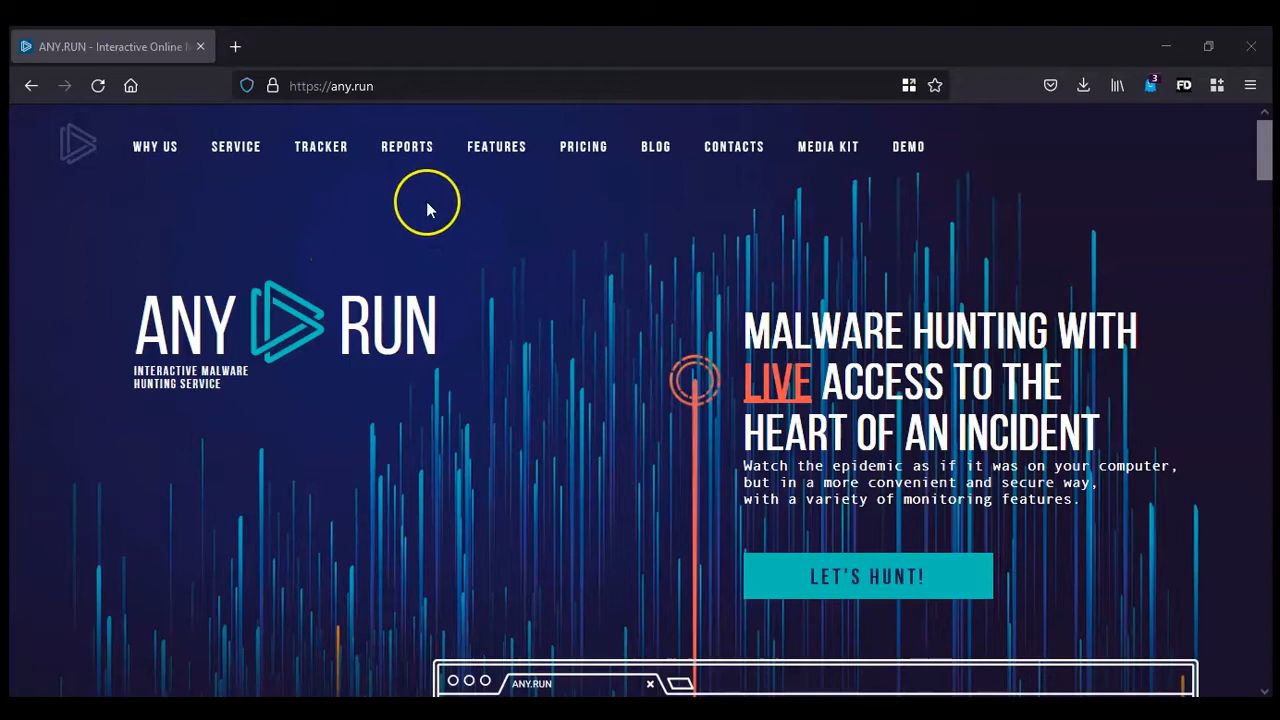 ANY.RUN - Interactive Online M
https://any.run
3
FD
WHY US SERVICE TRACKER REPORTS FEATURES PRICING BLOG CONTACTS MEDIA KIT DEMO
ANY RUN
INTERACTIVE MALWARE
HUNTING SERVICE
MALWARE HUNTING WITH
LIVE ACCESS TO THE
HEART OF AN INCIDENT
Watch the epidemic as if it was on your computer,
but in a more convenient and secure way,
with a variety of monitoring features.
LET'S HUNT!
ANY.RUN